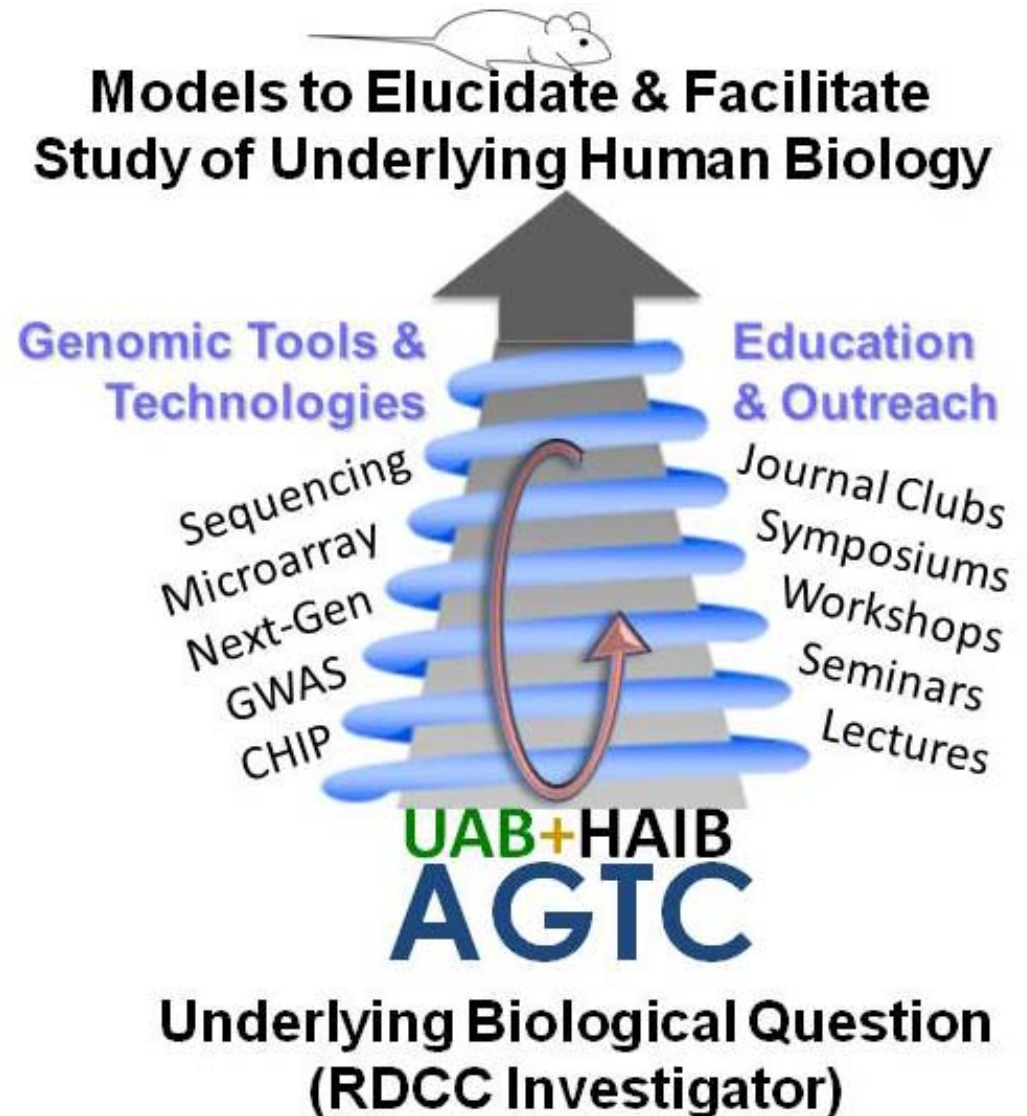 Models to Elucidate & Facilitate
Study of Underlying Human Biology
Genomic Tools &
Technologies
Sequencing
Microarray
Next-Gen
GWAS
CHIP
Education
& Outreach
Journal Clubs
Symposiums
Workshops
Seminars
Lectures
UAB+HAIB
AGTC
Underlying Biological Question
(RDCC Investigator)